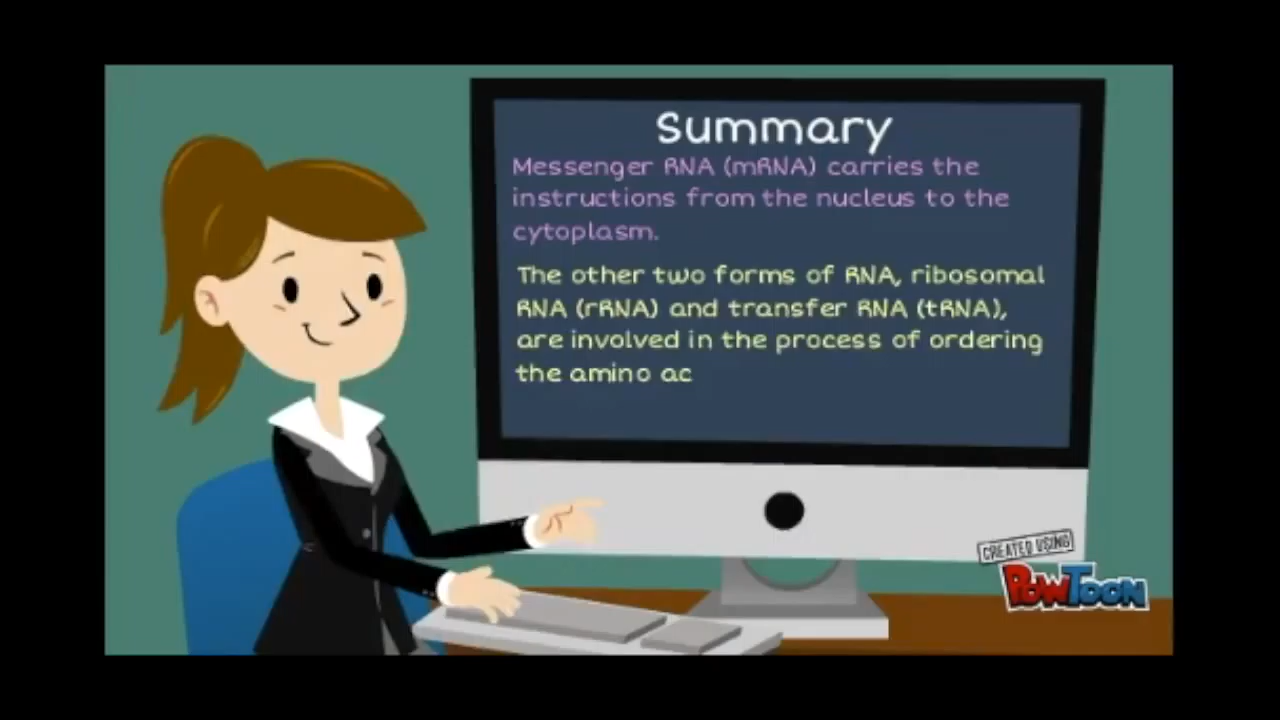 Summary
Messenger RNA (mRNA) carries the
instructions from the nucleus to the
cytoplasm.
The other two forms of RNA, ribosomal
RNA (rRNA) and transfer RNA (tRNA),
are involved in the process of ordering
the amino ac
CREATED USING
POWTOON